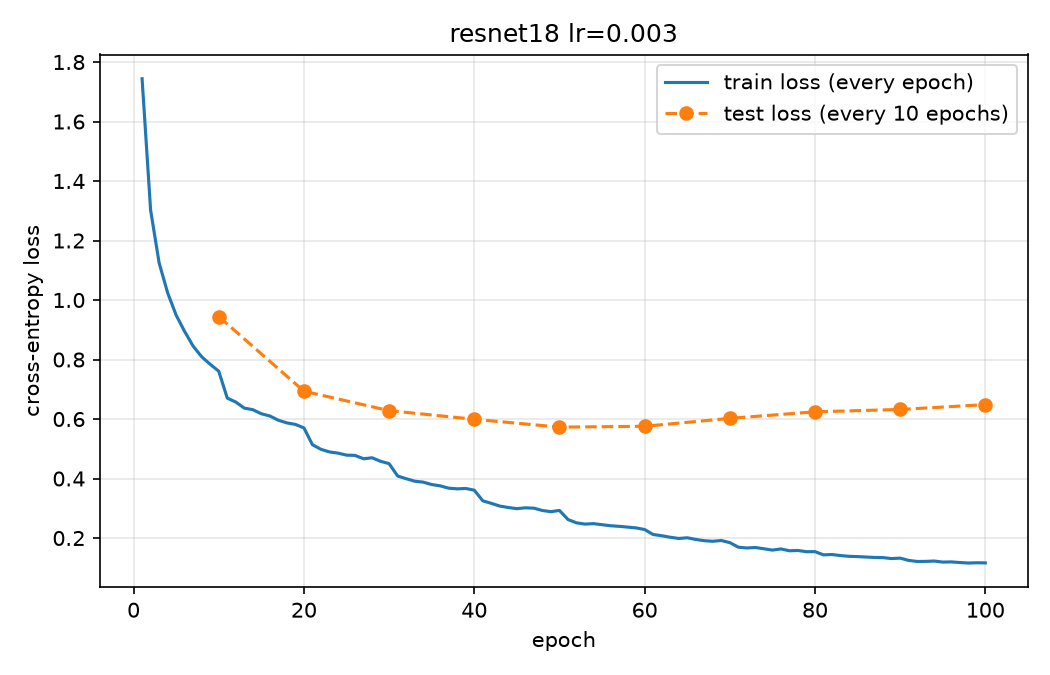 resnet18 lr=0.003
train loss (every epoch)
test loss (every 10 epochs)
cross-entropy loss
1.8
1.6
1.4
1.2
1.0
0.8
0.6
0.4
0.2
0 20 40 60 80 100
epoch